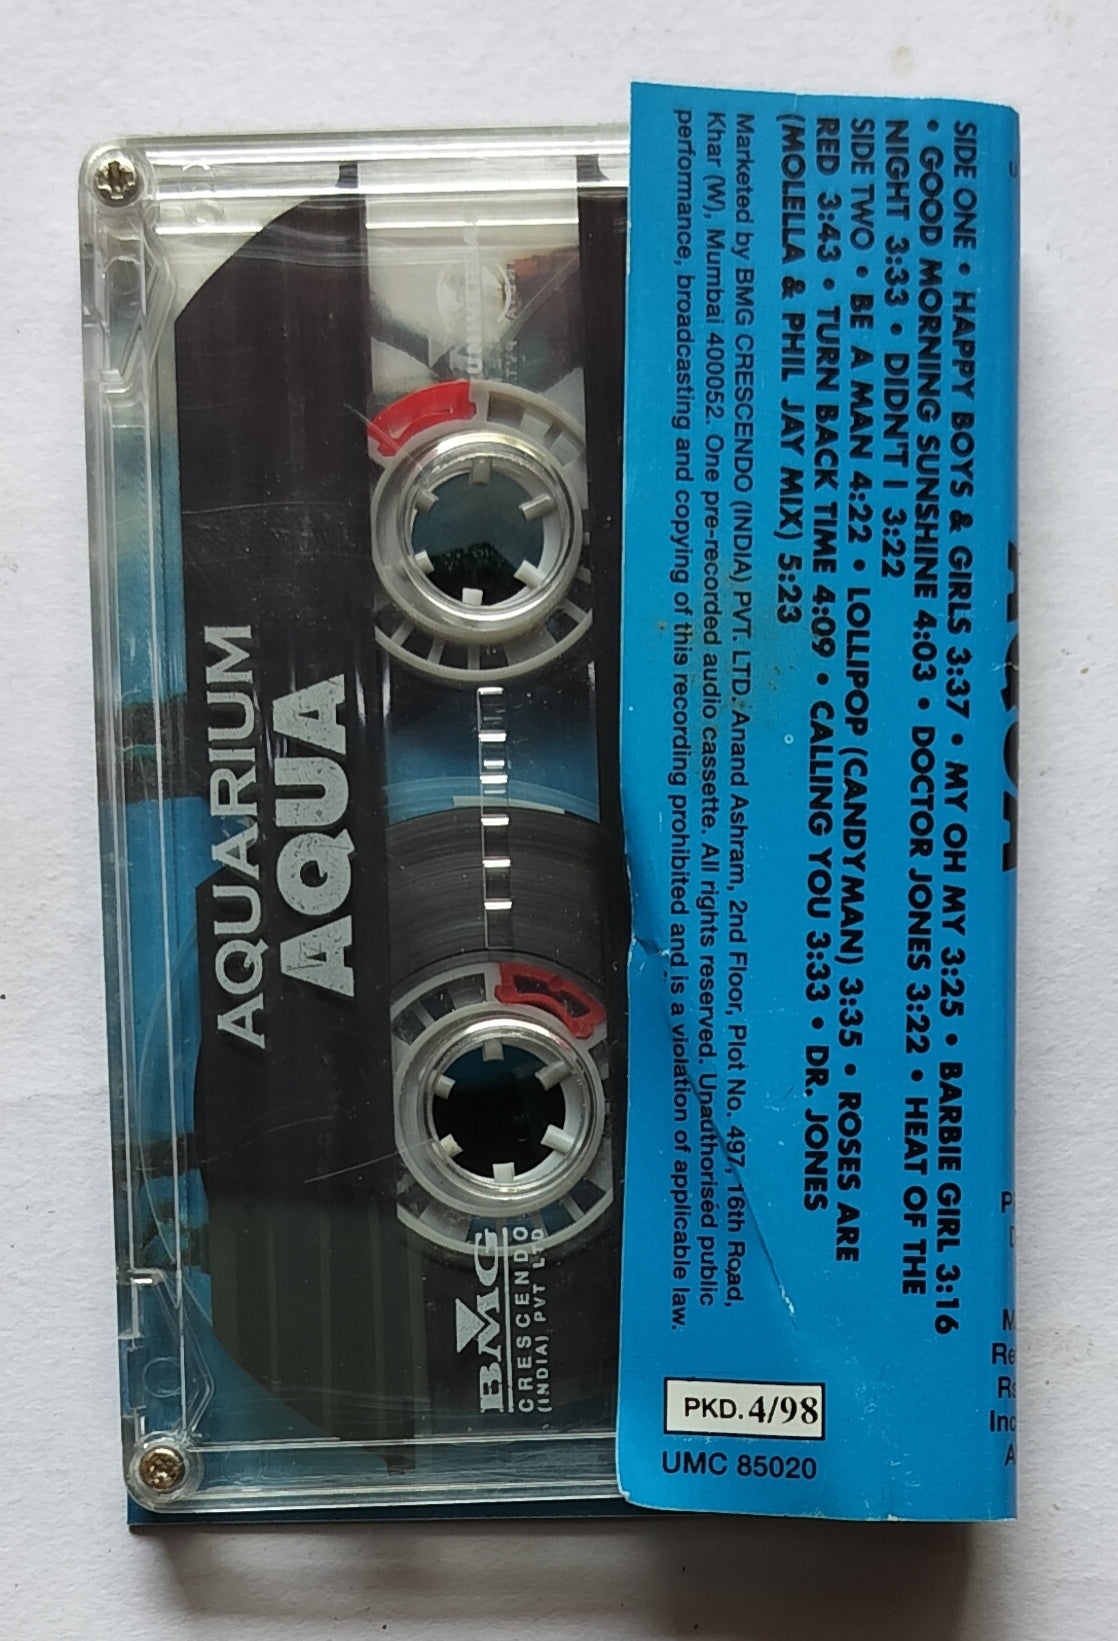 SIDE ONE • HAPPY BOYS & GIRLS 3:37 • MY OH MY 3:25 • BARBIE GIRL 3:16
• GOOD MORNING SUNSHINE 4:03 • DOCTOR JONES 3:22 • HEAT OF THE
NIGHT 3:33 • DIDN'T I 3:22
SIDE TWO • BE A MAN 4:22 • LOLLIPOP (CANDYMAN) 3:35 • ROSES ARE
RED 3:43 • TURN BACK TIME 4:09 • CALLING YOU 3:33 • DR. JONES
(MOLELLA & PHIL JAY MIX) 5:23
Marketed by BMG CRESCENDO (INDIA) PVT. LTD. Anand Ashram, 2nd Floor, Plot No. 497, 16th Road,
Khar (W), Mumbai 400052. One pre-recorded audio cassette. All rights reserved. Unauthorised public
performance, broadcasting and copying of this recording prohibited and is a violation of applicable law.
PKD. 4/98
UMC 85020
AQUARIUM
AQUA
BMG
CRESCENDO
(INDIA) PVT LTD